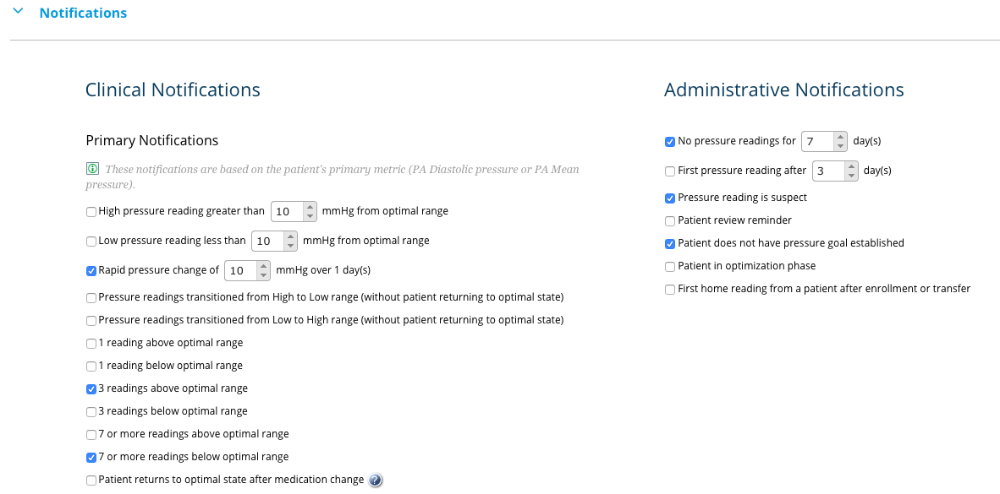 Notifications
Clinical Notifications
Primary Notifications
These notifications are based on the patient's primary metric (PA Diastolic pressure or PA Mean
pressure).
High pressure reading greater than 10 mmHg from optimal range
Low pressure reading less than 10 mmHg from optimal range
Rapid pressure change of 10 mmHg over 1 day(s)
Pressure readings transitioned from High to Low range (without patient returning to optimal state)
Pressure readings transitioned from Low to High range (without patient returning to optimal state)
1 reading above optimal range
1 reading below optimal range
3 readings above optimal range
3 readings below optimal range
7 or more readings above optimal range
7 or more readings below optimal range
Patient returns to optimal state after medication change ?
Administrative Notifications
No pressure readings for 7 day(s)
First pressure reading after 3 day(s)
Pressure reading is suspect
Patient review reminder
Patient does not have pressure goal established
Patient in optimization phase
First home reading from a patient after enrollment or transfer